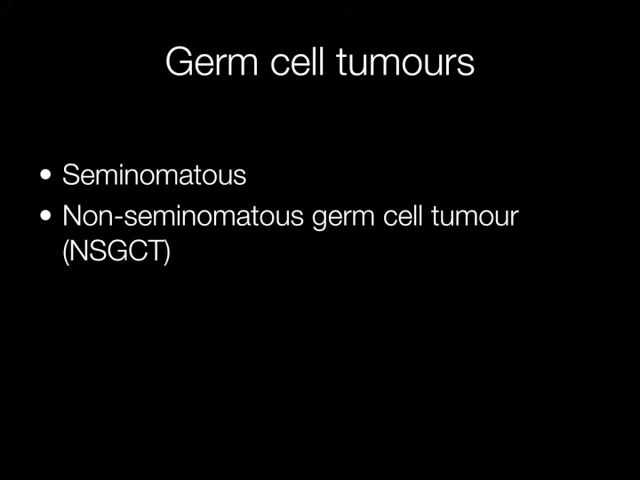 Germ cell tumours
• Seminomatous
• Non-seminomatous germ cell tumour
(NSGCT)